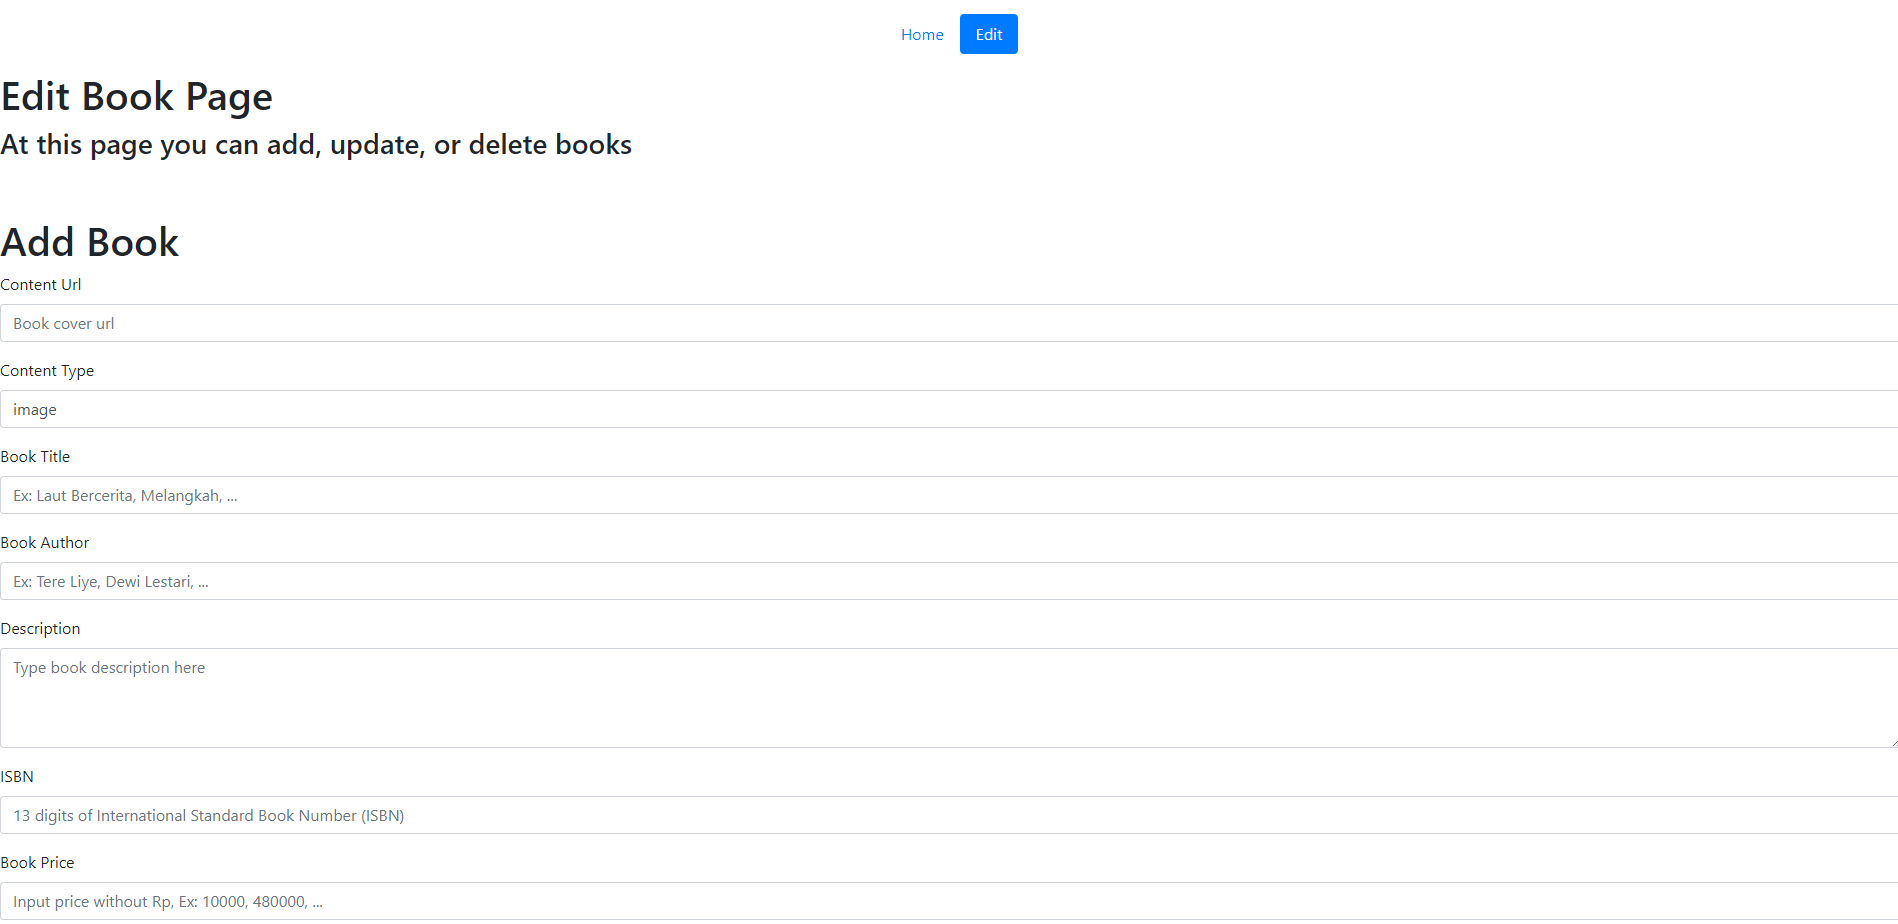 Home Edit
Edit Book Page
At this page you can add, update, or delete books
Add Book
Content Url
Book cover url
Content Type
image
Book Title
Ex: Laut Bercerita, Melangkah, ...
Book Author
Ex: Tere Liye, Dewi Lestari, ...
Description
Type book description here
ISBN
13 digits of International Standard Book Number (ISBN)
Book Price
Input price without Rp, Ex: 10000, 480000, ...